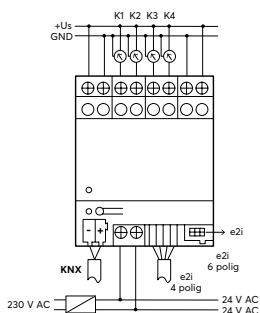 K1 K2 K3 K4
+Us
GND
- +
e2i
KNX
e2i
4 polig
e2i
6 polig
230 V AC
24 V AC
24 V AC